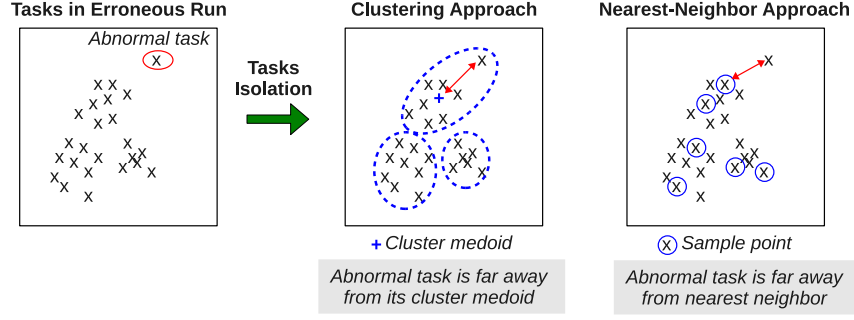 Tasks in Erroneous Run
Abnormal task
Tasks
Isolation
Clustering Approach
+ Cluster medoid
Abnormal task is far away
from its cluster medoid
Nearest-Neighbor Approach
x Sample point
Abnormal task is far away
from nearest neighbor